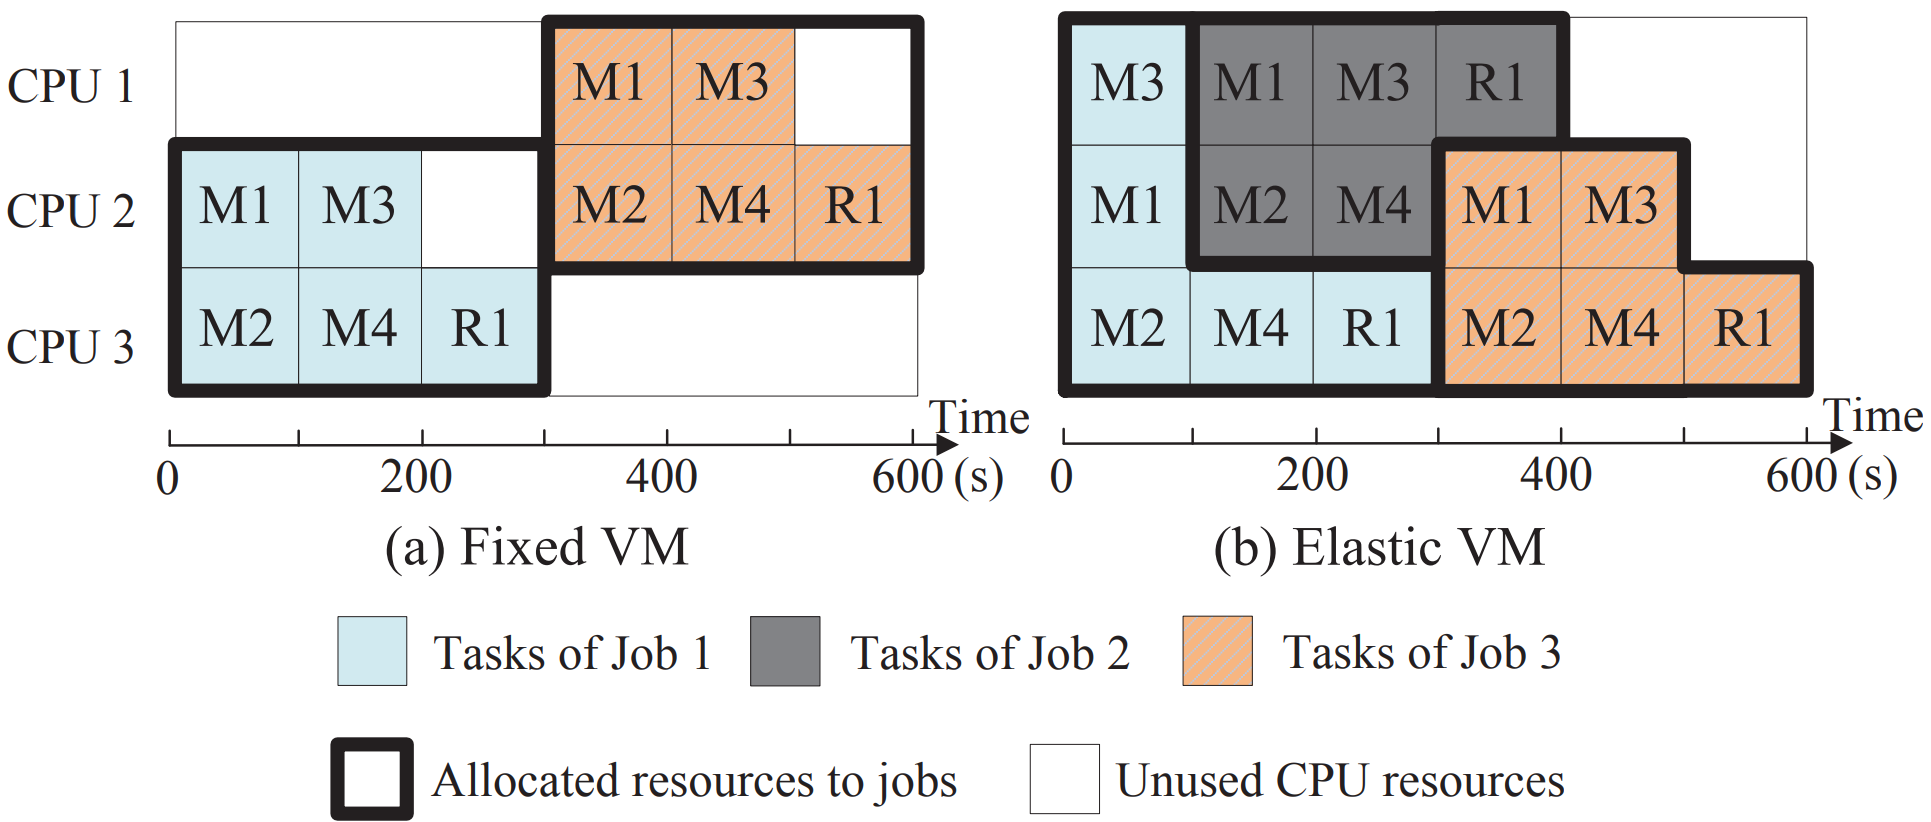 CPU 1
M1 M3
M3 M1 M3 R1
CPU 2
M1 M3
M2 M4 R1
M1 M2 M4 M1 M3
CPU 3
M2 M4 R1
M2 M4 R1 M2 M4 R1
Time
0 200 400 600 (s)
Time
0 200 400 600 (s)
(a) Fixed VM
(b) Elastic VM
Tasks of Job 1
Tasks of Job 2
Tasks of Job 3
Allocated resources to jobs
Unused CPU resources